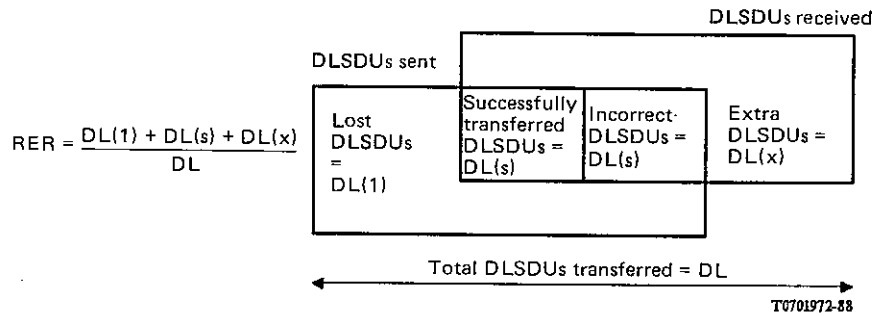 DLSDUs received
DLSDUs sent
RER = DL(1) + DL(s) + DL(x)
DL
Lost
DLSDUs
=
DL(1)
Successfully
transferred
DLSDUs =
DL(s)
Incorrect·
DLSDUs =
DL(s)
Extra
DLSDUs =
DL(x)
Total DLSDUs transferred = DL
T0701972-88